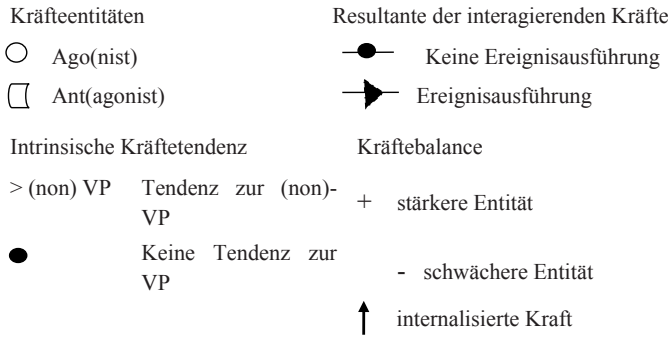 Kräfteentitäten
Ago(nist)
Ant(agonist)
Resultante der interagierenden Kräfte
Keine Ereignisausführung
Ereignisausführung
Intrinsische Kräftetendenz
> (non) VP Tendenz zur (non)-
VP
Keine Tendenz zur
VP
Kräftebalance
+ stärkere Entität
- schwächere Entität
internalisierte Kraft